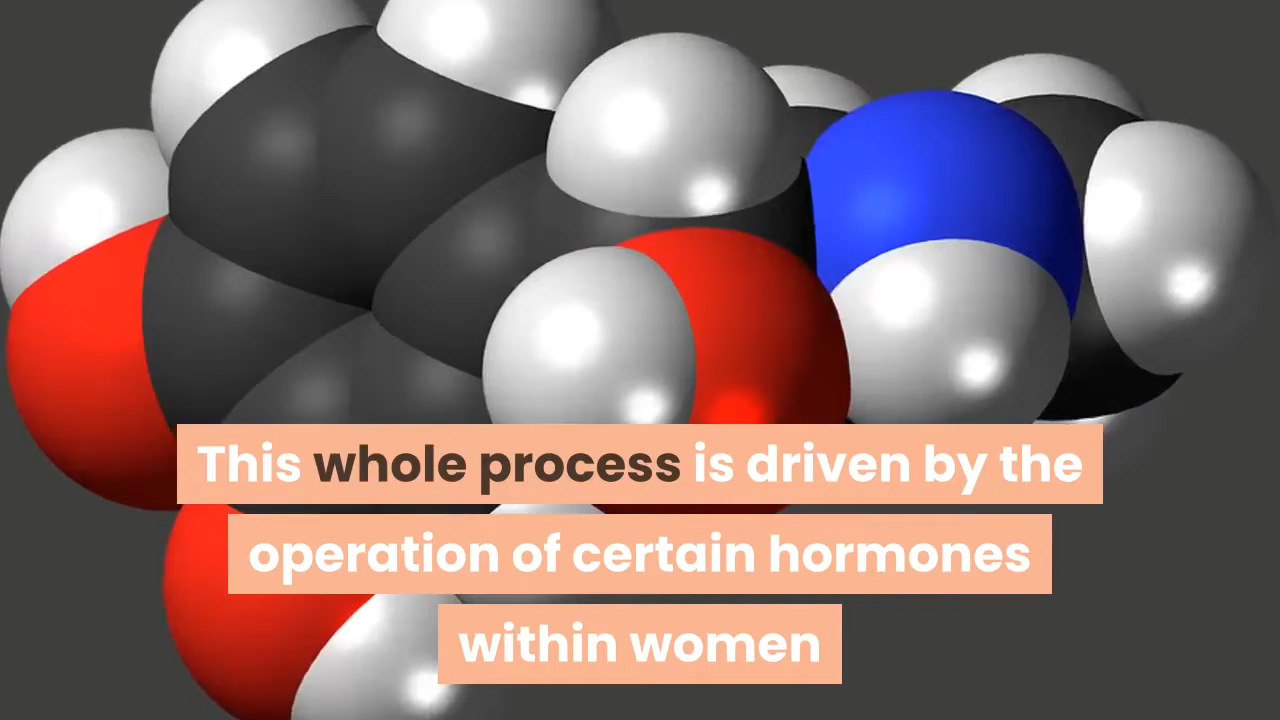 This whole process is driven by the
operation of certain hormones
within women